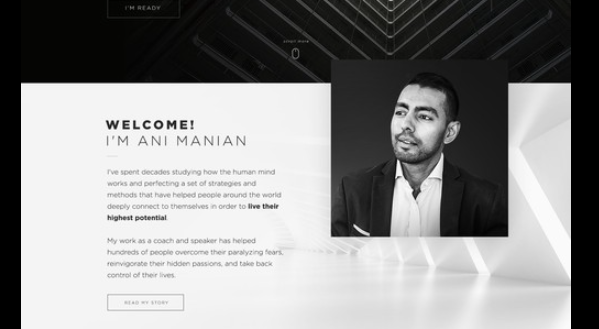 I'M READY
WELCOME!
I'M ANI MANIAN
I've spent decades studying how the human mind
works and perfecting a set of strategies and
methods that have helped people around the world
deeply connect to themselves in order to live their
highest potential.
My work as a coach and speaker has helped
hundreds of people overcome their paralyzing fears,
reinvigorate their hidden passions, and take back
control of their lives.
READ MY STORY